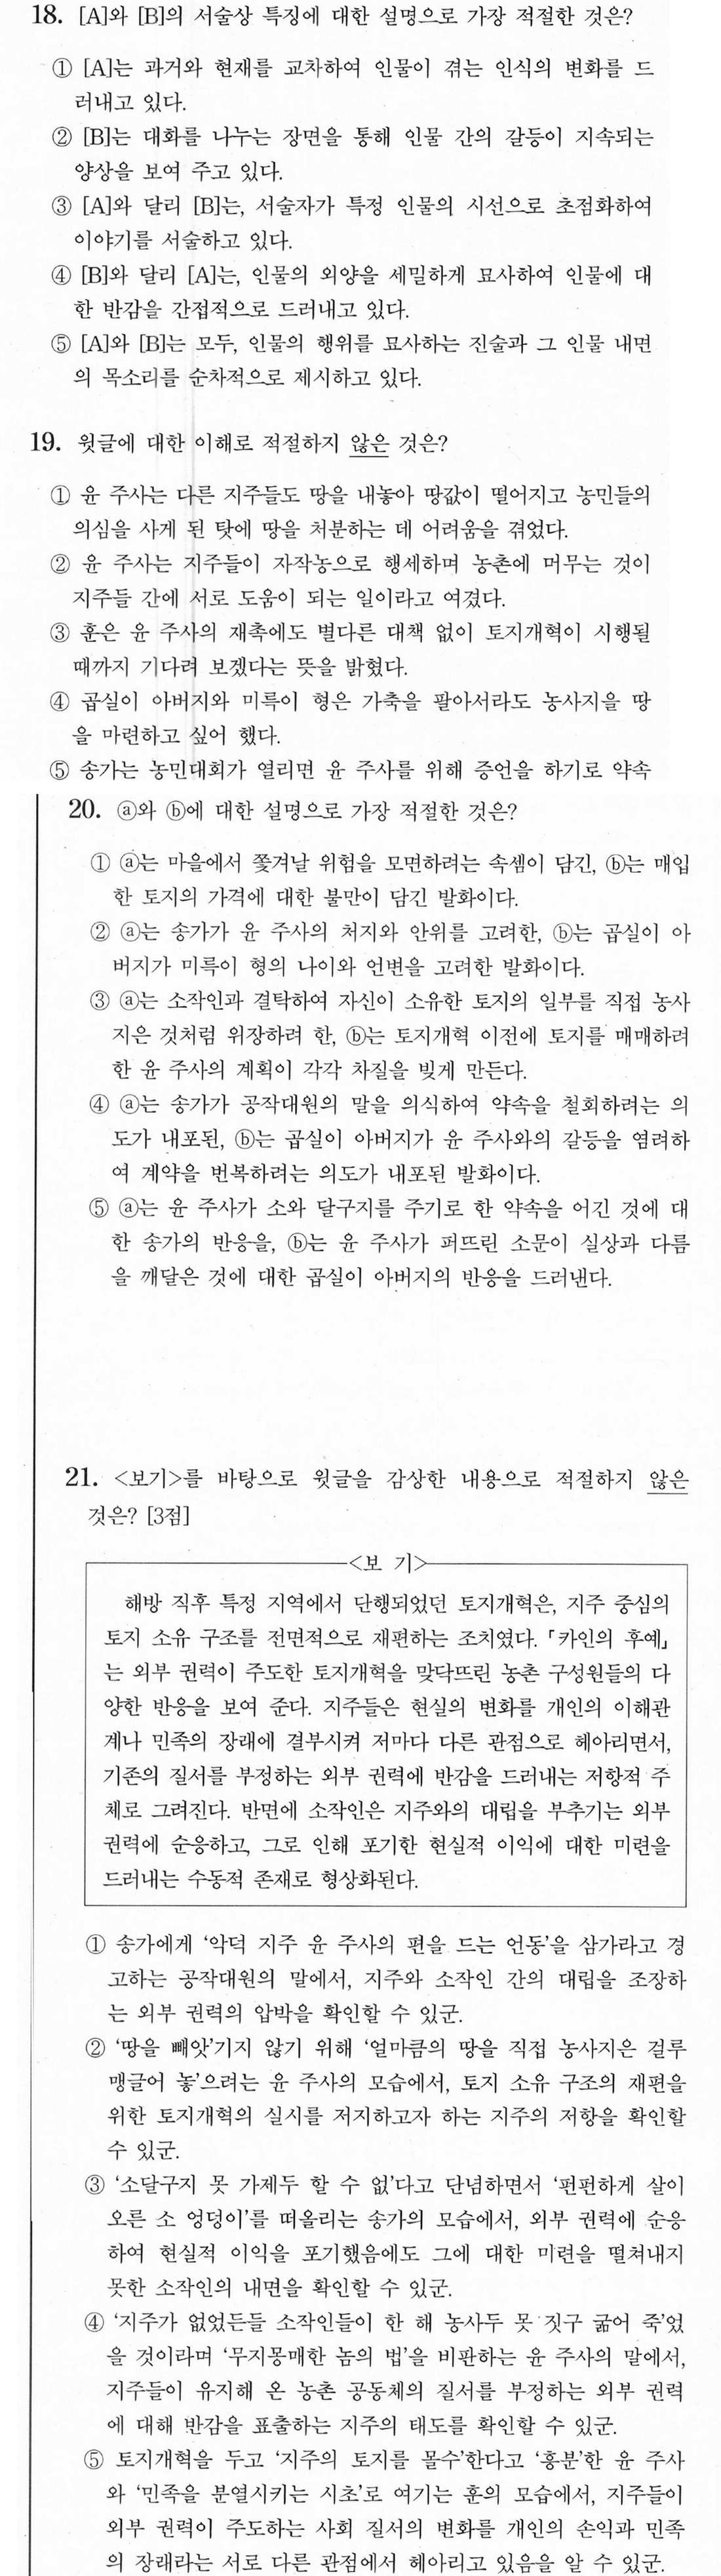 18. [A]와 [B]의 서술상 특징에 대한 설명으로 가장 적절한 것은?
① [A]는 과거와 현재를 교차하여 인물이 겪는 인식의 변화를 드
러내고 있다.
② [B]는 대화를 나누는 장면을 통해 인물 간의 갈등이 지속되는
양상을 보여 주고 있다.
③ [A]와 달리 [B]는, 서술자가 특정 인물의 시선으로 초점화하여
이야기를 서술하고 있다.
④ [B]와 달리 [A]는, 인물의 외양을 세밀하게 묘사하여 인물에 대
한 반감을 간접적으로 드러내고 있다.
⑤ [A]와 [B]는 모두, 인물의 행위를 묘사하는 진술과 그 인물 내면
의 목소리를 순차적으로 제시하고 있다.
19. 윗글에 대한 이해로 적절하지 않은 것은?
① 윤 주사는 다른 지주들도 땅을 내놓아 땅값이 떨어지고 농민들의
의심을 사게 된 탓에 땅을 처분하는 데 어려움을 겪었다.
② 윤 주사는 지주들이 자작농으로 행세하며 농촌에 머무는 것이
지주들 간에 서로 도움이 되는 일이라고 여겼다.
③ 훈은 윤 주사의 재촉에도 별다른 대책 없이 토지개혁이 시행될
때까지 기다려 보겠다는 뜻을 밝혔다.
④ 곱실이 아버지와 미륵이 형은 가축을 팔아서라도 농사지을 땅
을 마련하고 싶어 했다.
⑤ 송가는 농민대회가 열리면 윤 주사를 위해 증언을 하기로 약속
20. ⓐ와 ⓑ에 대한 설명으로 가장 적절한 것은?
① ⓐ는 마을에서 쫓겨날 위험을 모면하려는 속셈이 담긴, ⓑ는 매입
한 토지의 가격에 대한 불만이 담긴 발화이다.
② ⓐ는 송가가 윤 주사의 처지와 안위를 고려한, ⓑ는 곱실이 아
버지가 미륵이 형의 나이와 언변을 고려한 발화이다.
③ ⓐ는 소작인과 결탁하여 자신이 소유한 토지의 일부를 직접 농사
지은 것처럼 위장하려 한, ⓑ는 토지개혁 이전에 토지를 매매하려
한 윤 주사의 계획이 각각 차질을 빚게 만든다.
④ ⓐ는 송가가 공작대원의 말을 의식하여 약속을 철회하려는 의
도가 내포된, ⓑ는 곱실이 아버지가 윤 주사와의 갈등을 염려하
여 계약을 번복하려는 의도가 내포된 발화이다.
⑤ ⓐ는 윤 주사가 소와 달구지를 주기로 한 약속을 어긴 것에 대
한 송가의 반응을, ⓑ는 윤 주사가 퍼뜨린 소문이 실상과 다름
을 깨달은 것에 대한 곱실이 아버지의 반응을 드러낸다.
21. <보기>를 바탕으로 윗글을 감상한 내용으로 적절하지 않은
것은? [3점]
<보 기>
해방 직후 특정 지역에서 단행되었던 토지개혁은, 지주 중심의
토지 소유 구조를 전면적으로 재편하는 조치였다. 「카인의 후예」
는 외부 권력이 주도한 토지개혁을 맞닥뜨린 농촌 구성원들의 다
양한 반응을 보여 준다. 지주들은 현실의 변화를 개인의 이해관
계나 민족의 장래에 결부시켜 저마다 다른 관점으로 헤아리면서,
기존의 질서를 부정하는 외부 권력에 반감을 드러내는 저항적 주
체로 그려진다. 반면에 소작인은 지주와의 대립을 부추기는 외부
권력에 순응하고, 그로 인해 포기한 현실적 이익에 대한 미련을
드러내는 수동적 존재로 형상화된다.
① 송가에게 ‘악덕 지주 윤 주사의 편을 드는 언동’을 삼가라고 경
고하는 공작대원의 말에서, 지주와 소작인 간의 대립을 조장하
는 외부 권력의 압박을 확인할 수 있군.
② ‘땅을 빼앗’기지 않기 위해 ‘얼마큼의 땅을 직접 농사지은 걸루
맹글어 놓’으려는 윤 주사의 모습에서, 토지 소유 구조의 재편을
위한 토지개혁의 실시를 저지하고자 하는 지주의 저항을 확인할
수 있군.
③ ‘소달구지 못 가제두 할 수 없’다고 단념하면서 ‘펀펀하게 살이
오른 소 엉덩이’를 떠올리는 송가의 모습에서, 외부 권력에 순응
하여 현실적 이익을 포기했음에도 그에 대한 미련을 떨쳐내지
못한 소작인의 내면을 확인할 수 있군.
④ ‘지주가 없었든들 소작인들이 한 해 농사두 못 짓구 굶어 죽’었
을 것이라며 ‘무지몽매한 놈의 법’을 비판하는 윤 주사의 말에서,
지주들이 유지해 온 농촌 공동체의 질서를 부정하는 외부 권력
에 대해 반감을 표출하는 지주의 태도를 확인할 수 있군.
⑤ 토지개혁을 두고 ‘지주의 토지를 몰수’한다고 ‘흥분’한 윤 주사
와 ‘민족을 분열시키는 시초’로 여기는 훈의 모습에서, 지주들이
외부 권력이 주도하는 사회 질서의 변화를 개인의 손익과 민족
의 장래라는 서로 다른 관점에서 헤아리고 있음을 알 수 있군.